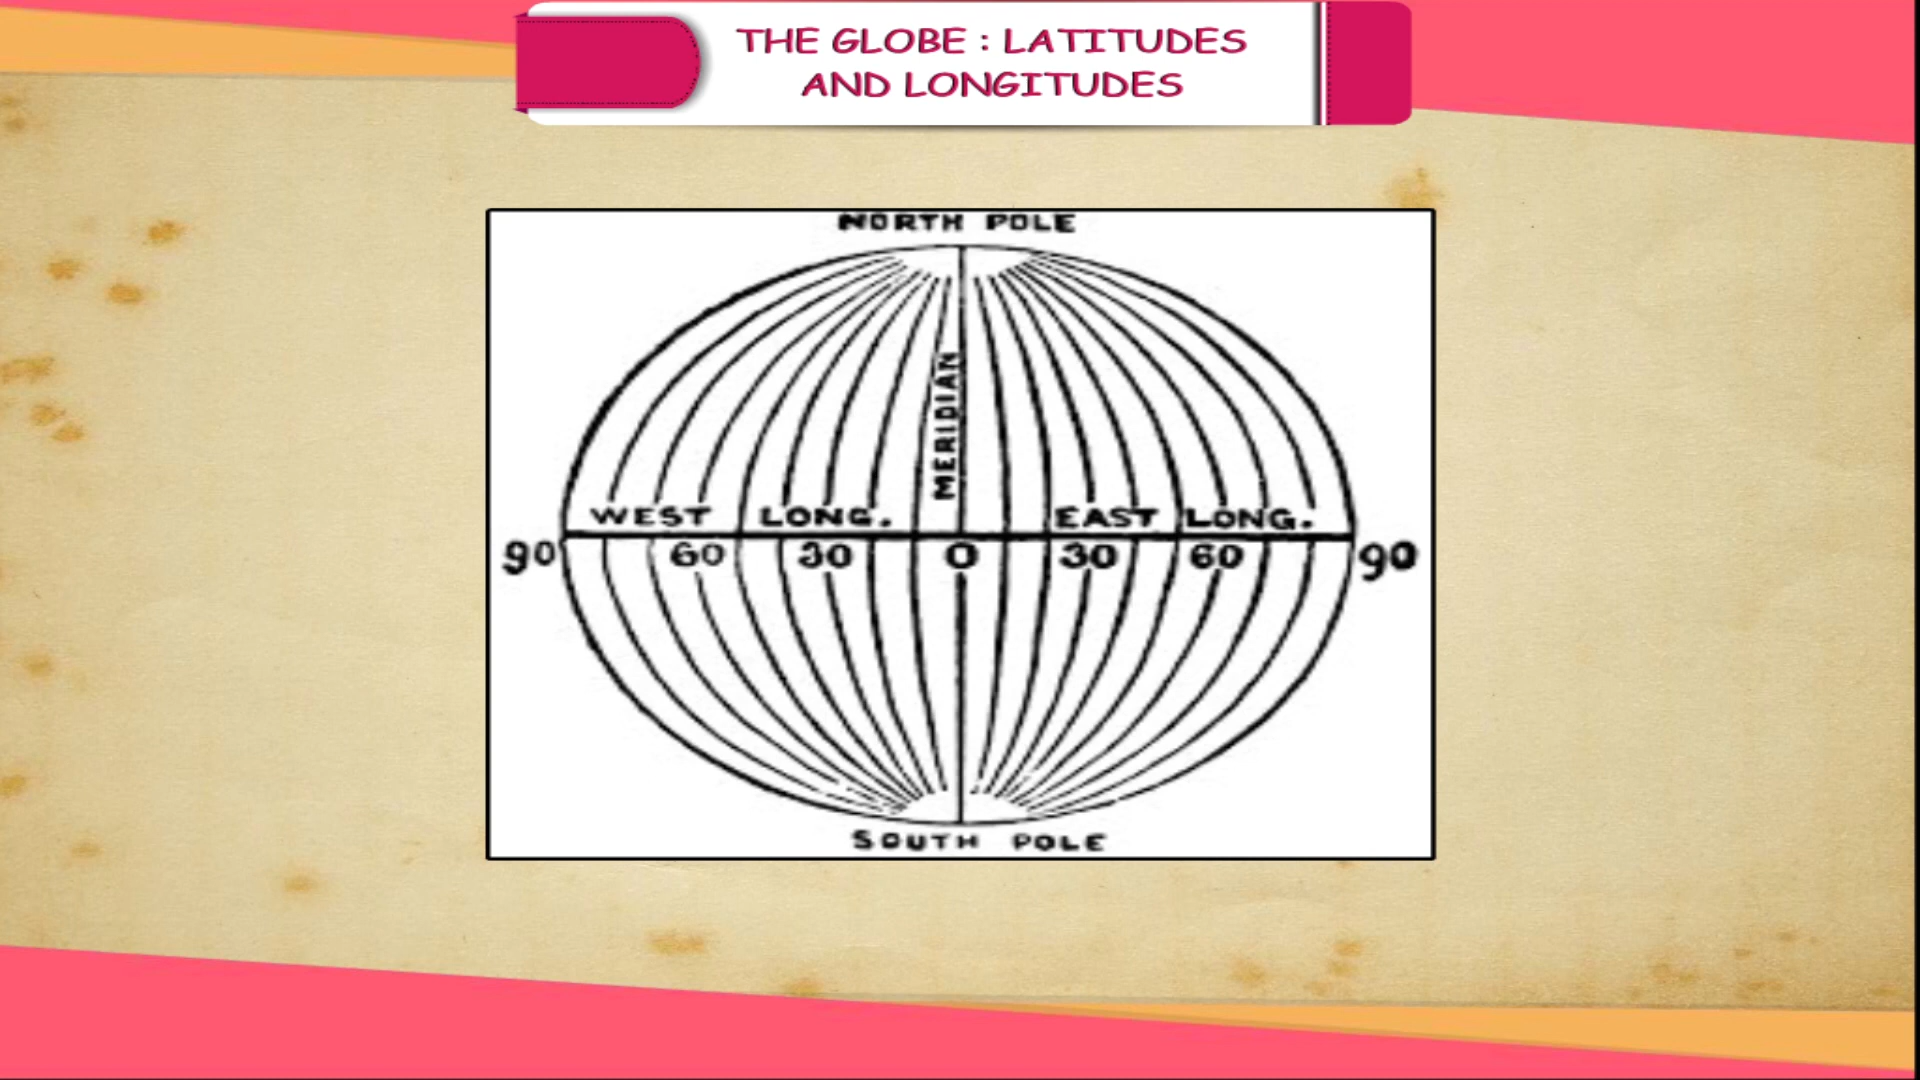 THE GLOBE : LATITUDES
AND LONGITUDES
NORTH POLE
MERIDIAN
WEST LONG. EAST LONG.
90 60 30 0 30 60 90
SOUTH POLE